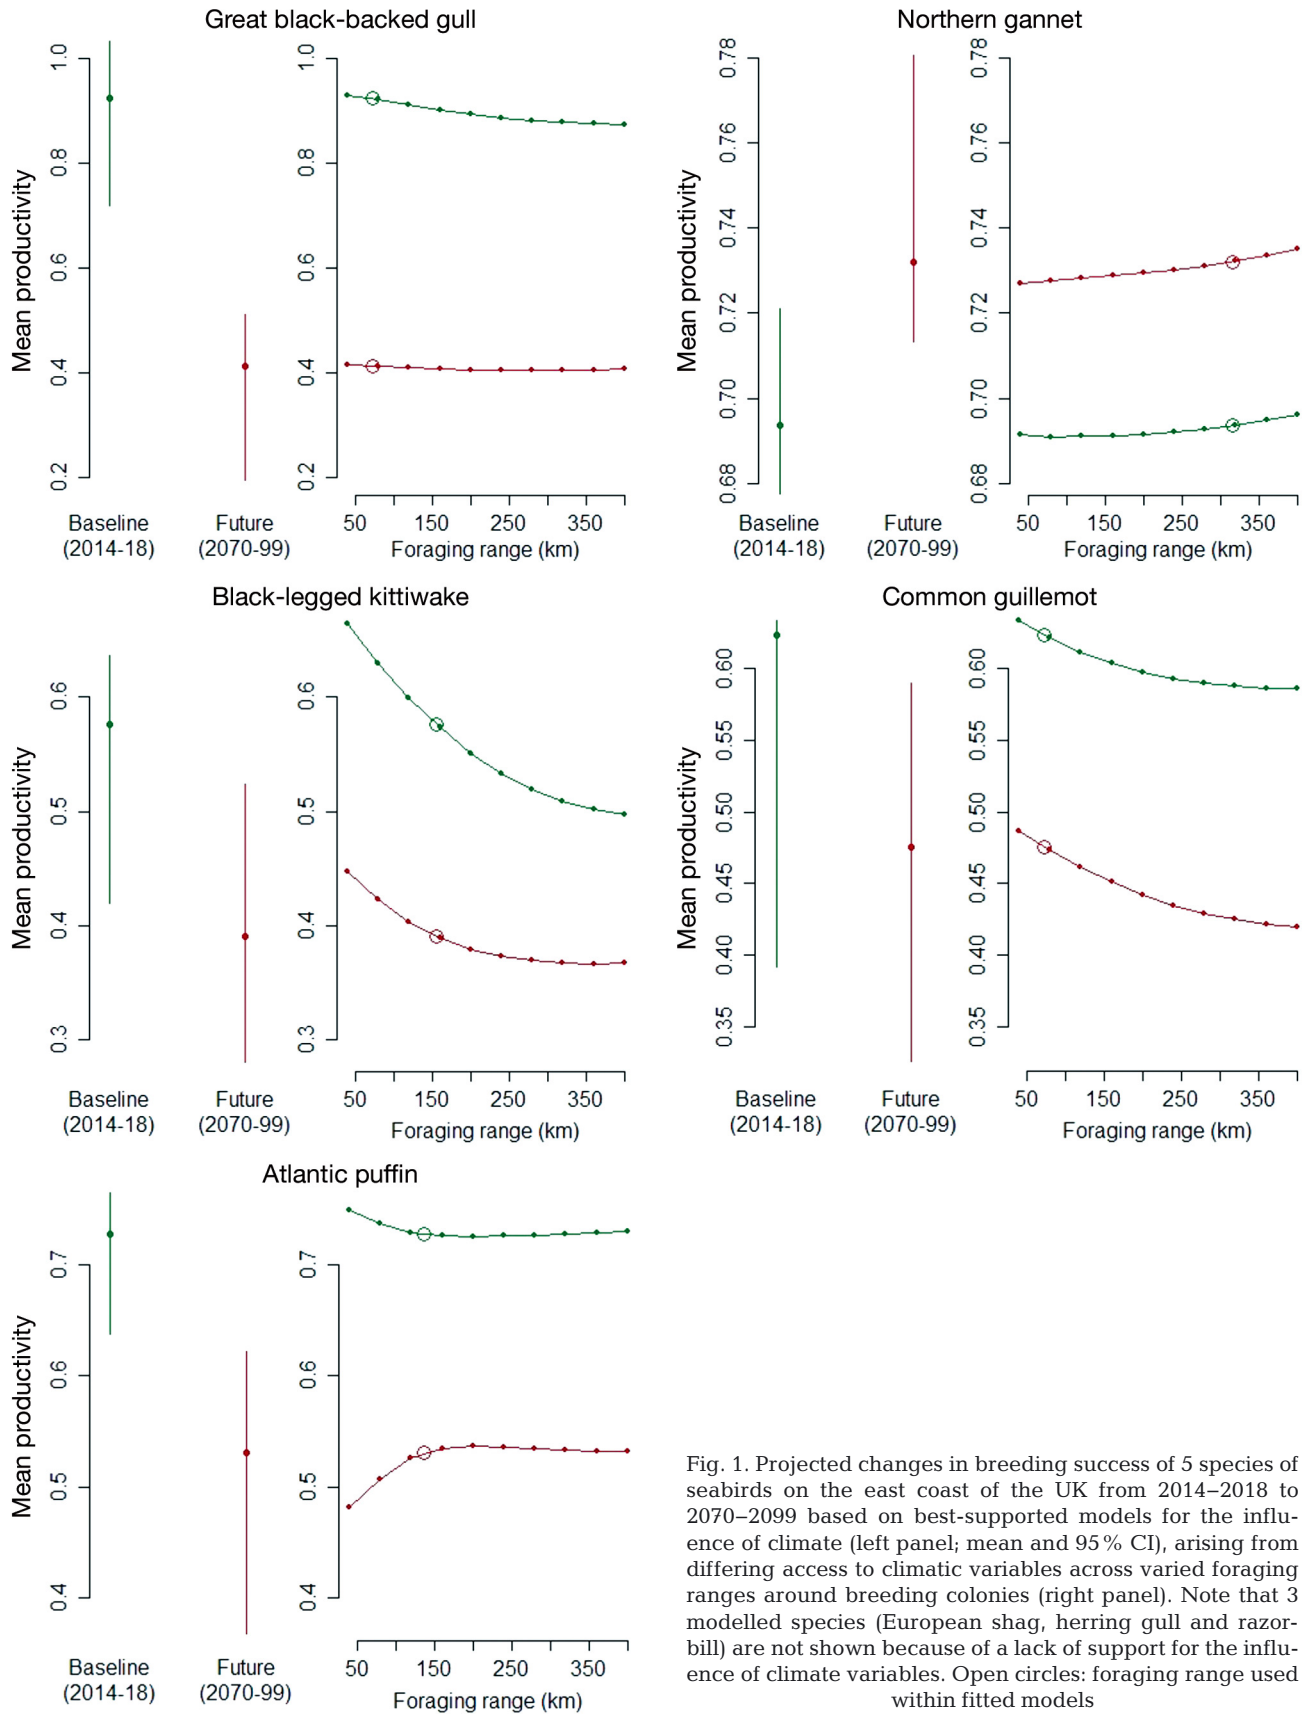 Great black-backed gull
Mean productivity
1.0
0.8
0.6
0.4
0.2
Baseline
(2014-18)
Future
(2070-99)
1.0
0.8
0.6
0.4
0.2
50 150 250 350
Foraging range (km)
Northern gannet
Mean productivity
0.78
0.76
0.74
0.72
0.70
0.68
Baseline
(2014-18)
Future
(2070-99)
0.78
0.76
0.74
0.72
0.70
0.68
50 150 250 350
Foraging range (km)
Black-legged kittiwake
Mean productivity
0.6
0.5
0.4
0.3
Baseline
(2014-18)
Future
(2070-99)
0.6
0.5
0.4
0.3
50 150 250 350
Foraging range (km)
Common guillemot
Mean productivity
0.60
0.55
0.50
0.45
0.40
0.35
Baseline
(2014-18)
Future
(2070-99)
0.60
0.55
0.50
0.45
0.40
0.35
50 150 250 350
Foraging range (km)
Atlantic puffin
Mean productivity
0.7
0.6
0.5
0.4
Baseline
(2014-18)
Future
(2070-99)
0.7
0.6
0.5
0.4
50 150 250 350
Foraging range (km)
Fig. 1. Projected changes in breeding success of 5 species of
seabirds on the east coast of the UK from 2014–2018 to
2070–2099 based on best-supported models for the influ-
ence of climate (left panel; mean and 95% CI), arising from
differing access to climatic variables across varied foraging
ranges around breeding colonies (right panel). Note that 3
modelled species (European shag, herring gull and razor-
bill) are not shown because of a lack of support for the influ-
ence of climate variables. Open circles: foraging range used
within fitted models